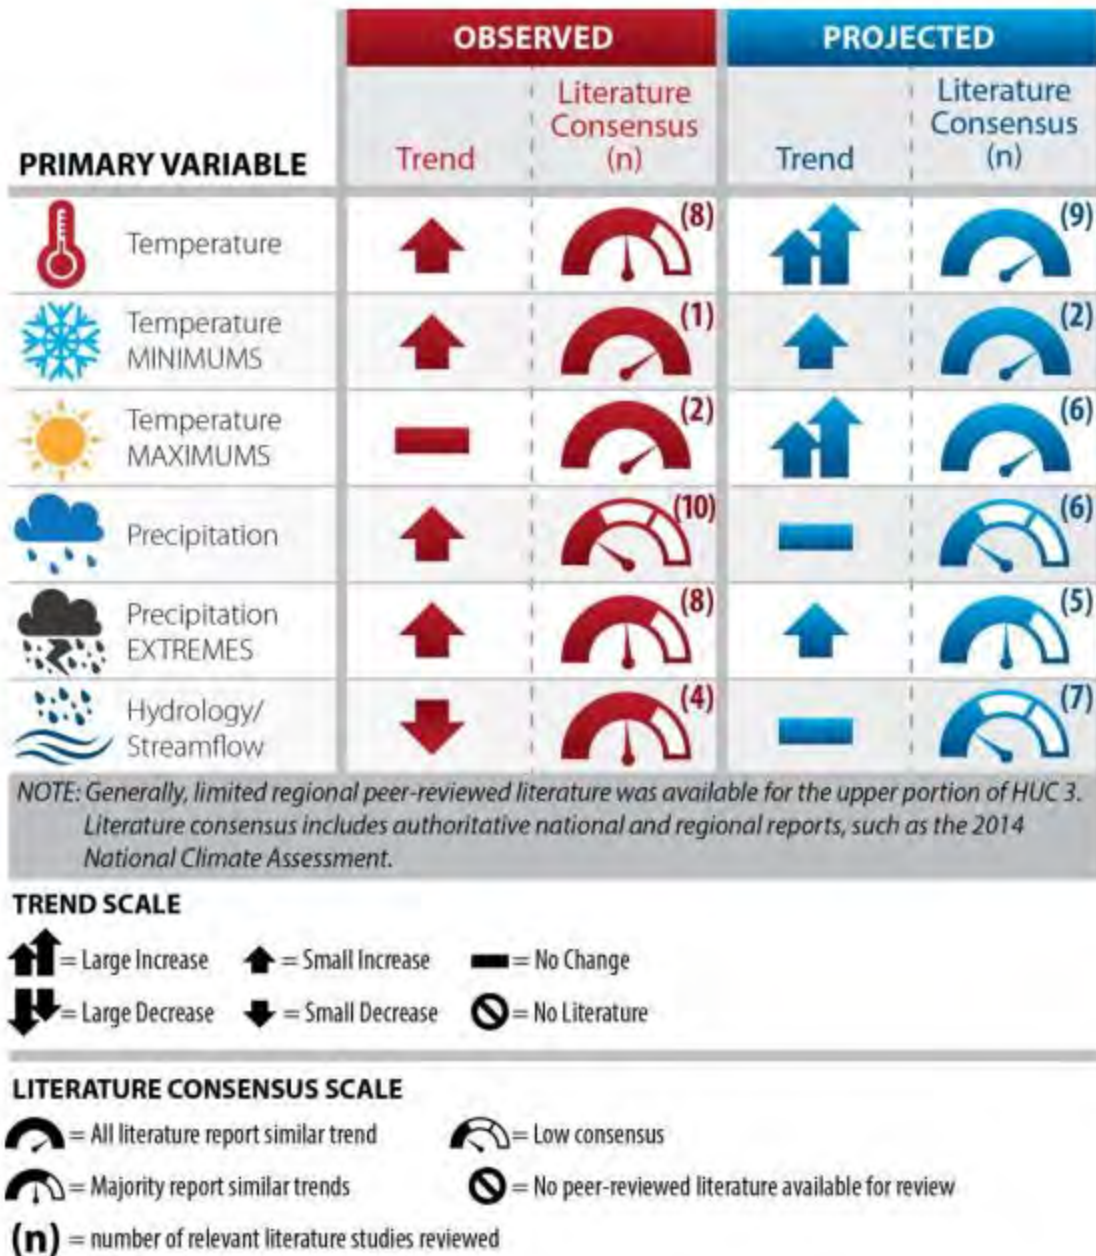 OBSERVED PROJECTED
PRIMARY VARIABLE Trend Literature Consensus (n) Trend Literature Consensus (n)
Temperature (8) (9)
Temperature MINIMUMS (1) (2)
Temperature MAXIMUMS (2) (6)
Precipitation (10) (6)
Precipitation EXTREMES (8) (5)
Hydrology/ Streamflow (4) (7)
NOTE: Generally, limited regional peer-reviewed literature was available for the upper portion of HUC 3.
Literature consensus includes authoritative national and regional reports, such as the 2014
National Climate Assessment.
TREND SCALE
= Large Increase = Small Increase = No Change
= Large Decrease = Small Decrease = No Literature
LITERATURE CONSENSUS SCALE
= All literature report similar trend = Low consensus
= Majority report similar trends = No peer-reviewed literature available for review
(n) = number of relevant literature studies reviewed